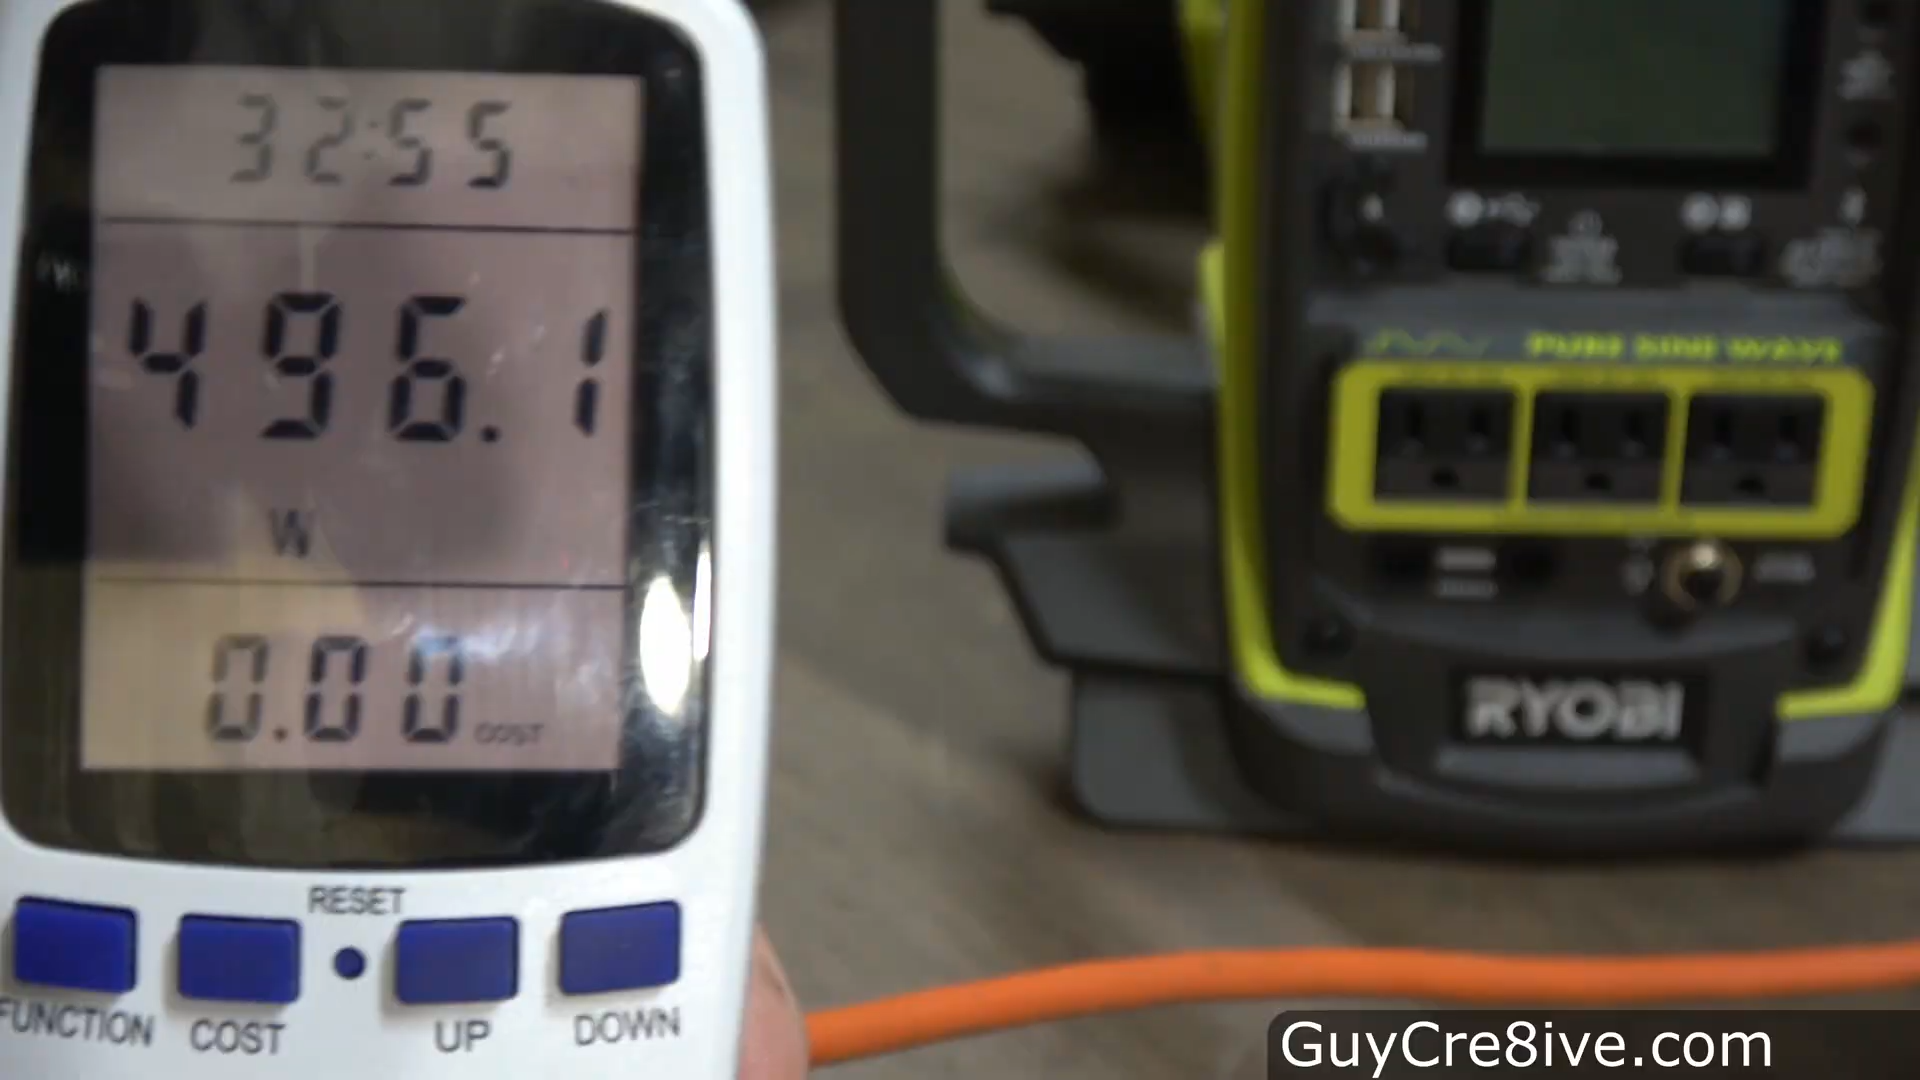 32:55
496.1
W
0.00 COST
RESET
FUNCTION
COST
UP
DOWN
PURE SINE WAVE
RYOBI
GuyCre8ive.com